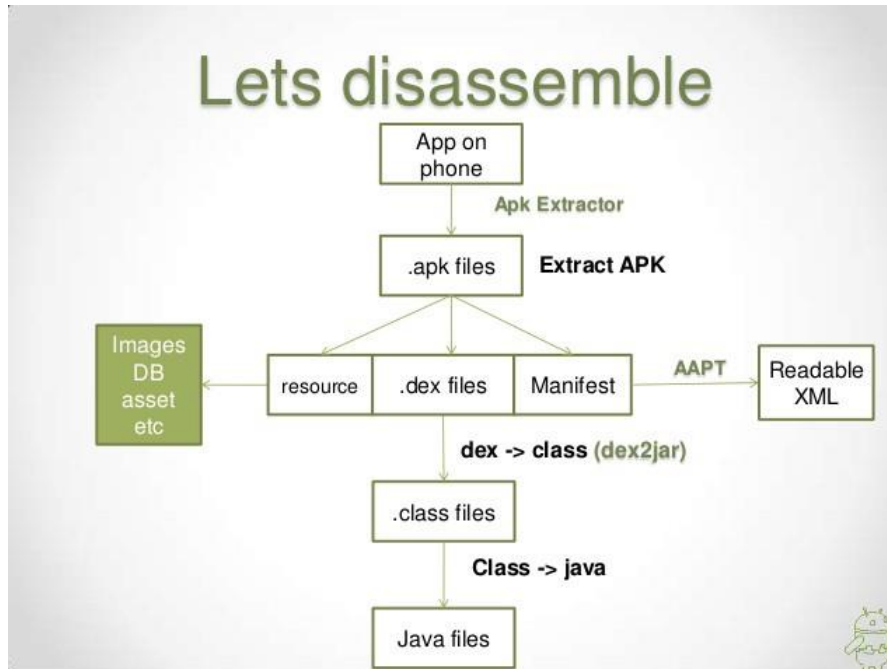 Lets disassemble
App on
phone
Apk Extractor
.apk files
Extract APK
Images
DB
asset
etc
resource
.dex files
Manifest
AAPT
Readable
XML
dex -> class (dex2jar)
.class files
Class -> java
Java files